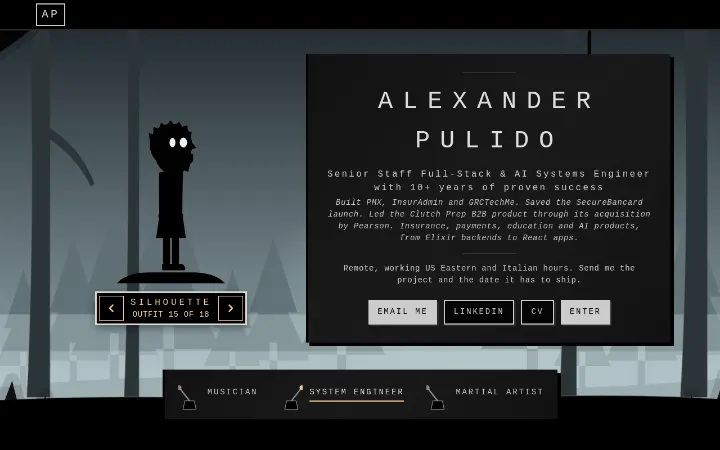 AP
ALEXANDER
PULIDO
Senior Staff Full-Stack & AI Systems Engineer
with 10+ years of proven success
Built PMX, InsurAdmin and GRCTechMe. Saved the SecureBancard
launch. Led the Clutch Prep B2B product through its acquisition
by Pearson. Insurance, payments, education and AI products,
from Elixir backends to React apps.
Remote, working US Eastern and Italian hours. Send me the
project and the date it has to ship.
EMAIL ME
LINKEDIN
CV
ENTER
SILHOUETTE
OUTFIT 15 OF 18
MUSICIAN
SYSTEM ENGINEER
MARTIAL ARTIST